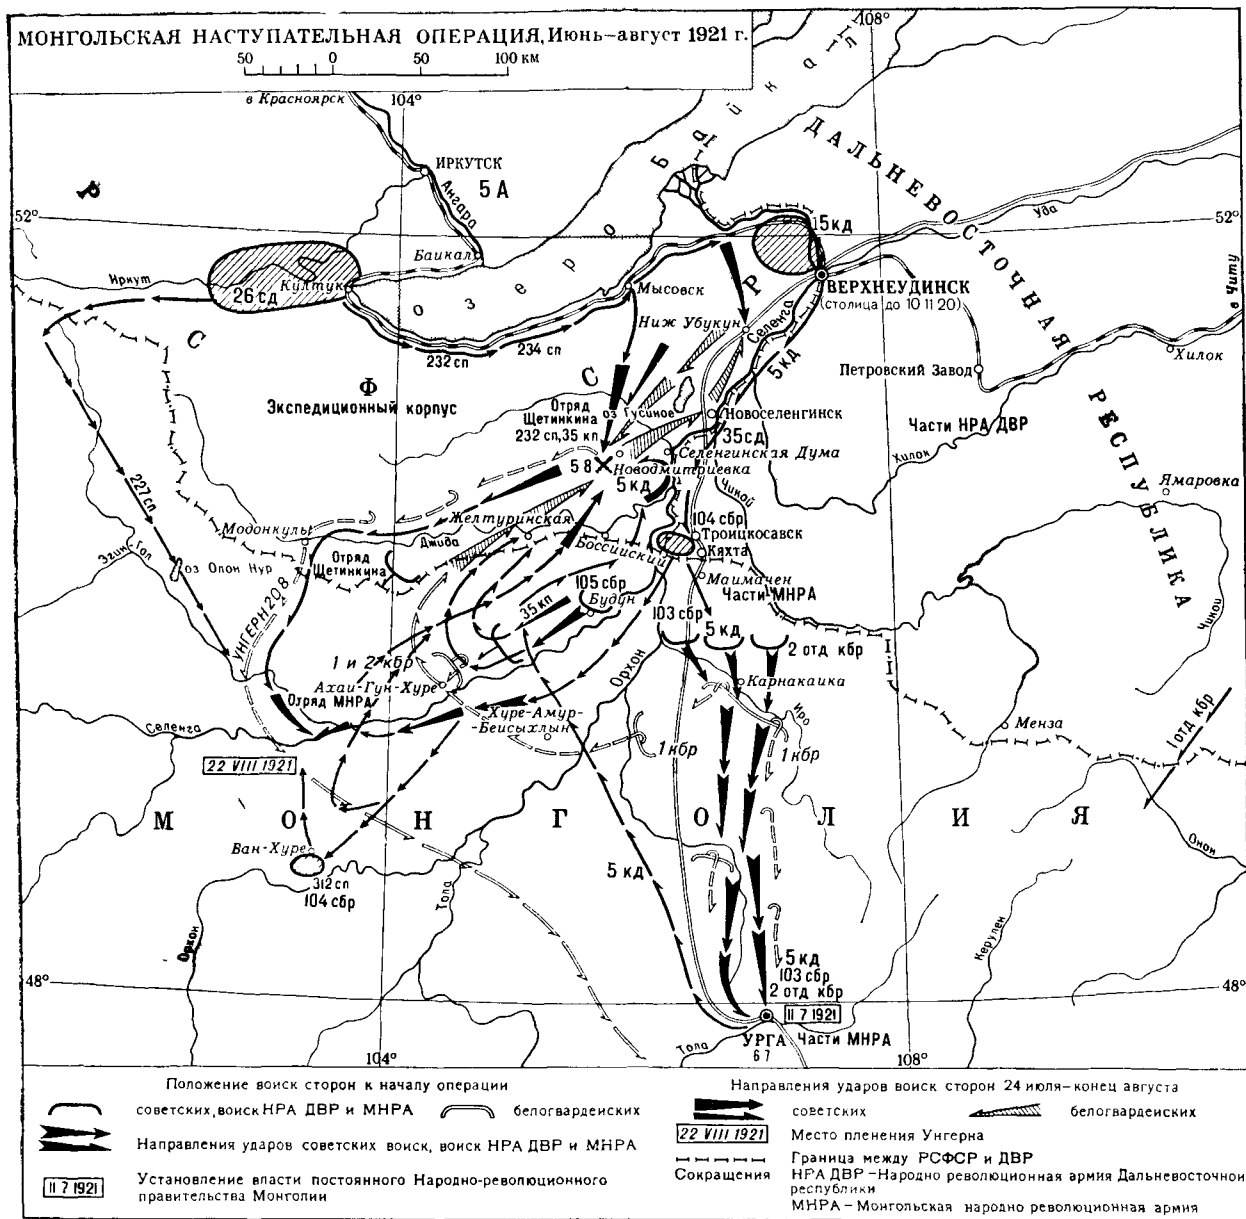 МОНГОЛЬСКАЯ НАСТУПАТЕЛЬНАЯ ОПЕРАЦИЯ, Июнь–август 1921 г.
50 0 50 100 км
108°
104°
в Красноярск
ИРКУТСК
5 А
Ангара
Байкал
52°
52°
озеро Байкал
ДАЛЬНЕВОСТОЧНАЯ РЕСПУБЛИКА
Уда
15 кд
ВЕРХНЕУДИНСК
(столица до 10 11 20)
в Читу
Иркут
26 сд
Култук
Мысовск
Р С Ф С Р
Ниж Убукун
Селенга
5 кд
Хилок
Петровский Завод
232 сп
234 сп
Экспедиционный корпус
Отряд
Щетинкина
232 сп, 35 кп
оз Гусиное
Новоселенгинск
35 сд
Части НРА ДВР
Хилок
Селенгинская Дума
5 8
Новодмитриевка
5 кд
Чикой
Ямаровка
227 сп
Модонкуль
Джида
Желтуринская
Боссийский
104 сбр
Троицкосавск
Кяхта
Маймачен
Части МНРА
Эгин-Гол
оз Олон Нур
Отряд
Щетинкина
УНГЕРН 20 8
35 кп
105 сбр
Будун
103 сбр
5 кд
2 отд кбр
Чикой
1 и 2 кбр
Ахай-Гун-Хуре
Отряд МНРА
Орхон
Карнакаика
Иро
Селенга
Хуре-Амур-
-Бейсыхлын
1 кбр
1 кбр
Менза
1 отд кбр
22 VIII 1921
МОНГОЛИЯ
Ван-Хуре
312 сп
104 сбр
Орхон
Тола
5 кд
Онон
Керулен
48°
48°
5 кд
103 сбр
2 отд кбр
11 7 1921
УРГА
6 7
Части МНРА
Тола
104°
108°
Положение войск сторон к началу операции
советских, войск НРА ДВР и МНРА
белогвардейских
Направления ударов советских войск, войск НРА ДВР и МНРА
11 7 1921
Установление власти постоянного Народно-революционного
правительства Монголии
Направления ударов войск сторон 24 июля–конец августа
советских
белогвардейских
22 VIII 1921
Место пленения Унгерна
Граница между РСФСР и ДВР
Сокращения
НРА ДВР – Народно революционная армия Дальневосточной
республики
МНРА – Монгольская народно революционная армия